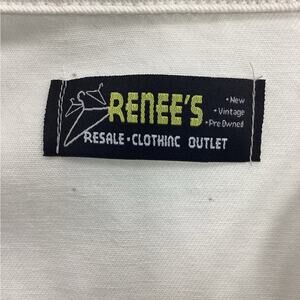 RENEE'S
• New
• Vintage
• Pre Owned
RESALE • CLOTHING OUTLET